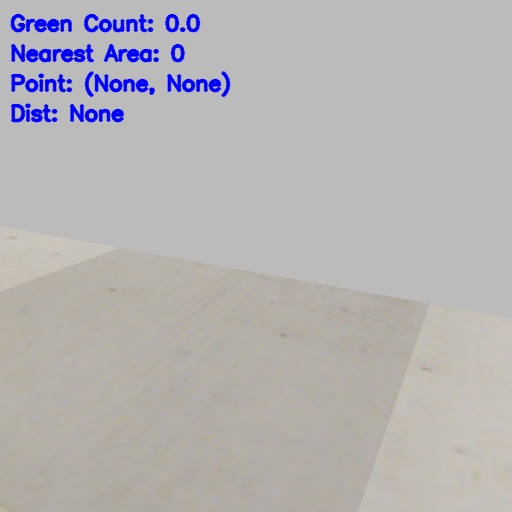 Green Count: 0.0
Nearest Area: 0
Point: (None, None)
Dist: None